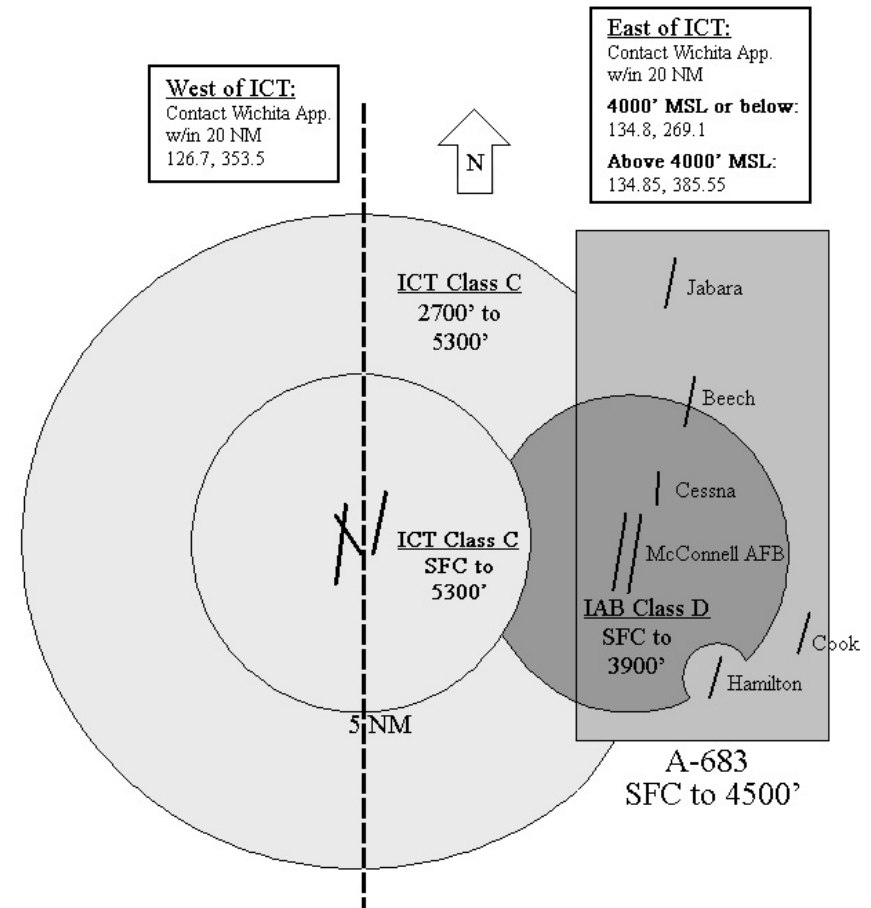 East of ICT:
Contact Wichita App.
w/in 20 NM
4000' MSL or below:
134.8, 269.1
Above 4000' MSL:
134.85, 385.55
West of ICT:
Contact Wichita App.
w/in 20 NM
126.7, 353.5
N
ICT Class C
2700' to
5300'
Jabara
Beech
Cessna
ICT Class C
SFC to
5300'
McConnell AFB
IAB Class D
SFC to
3900'
Cook
Hamilton
5 NM
A-683
SFC to 4500'